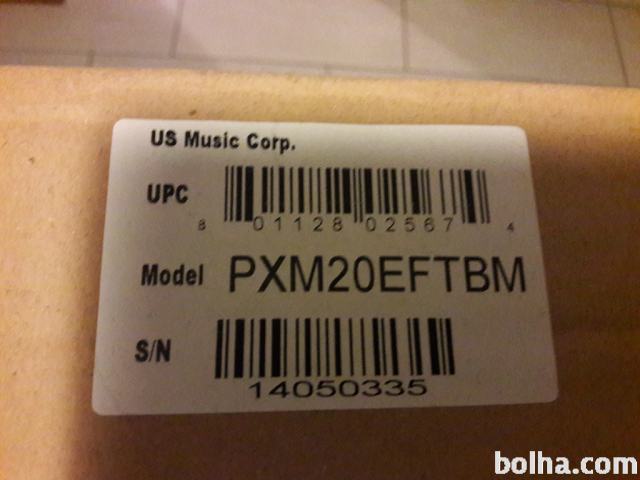 US Music Corp.
UPC
8 01128 02567 4
Model PXM20EFTBM
S/N
14050335
bolha.com